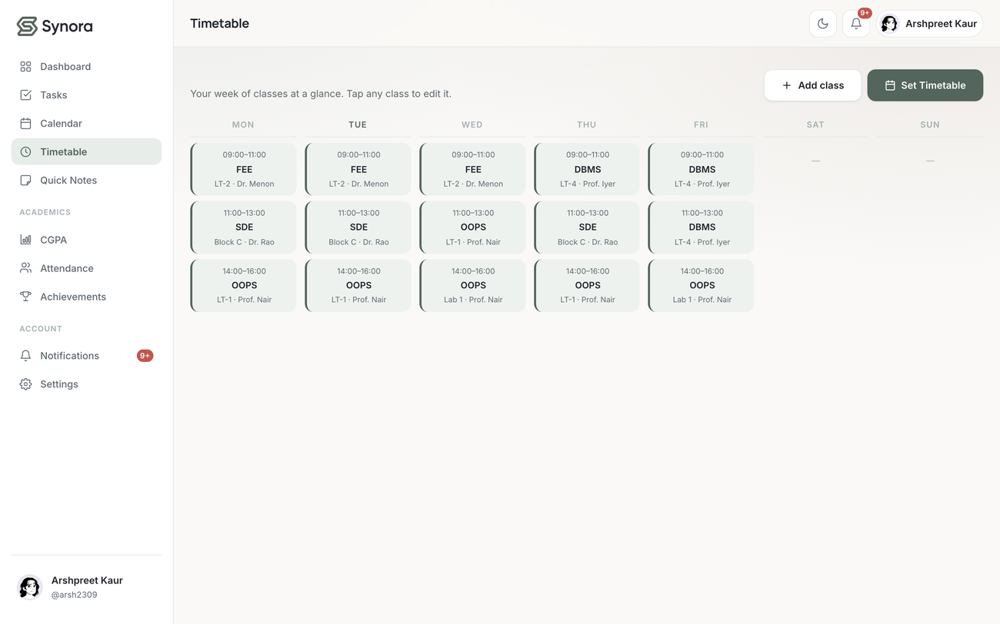 Synora
Dashboard
Tasks
Calendar
Timetable
Quick Notes
ACADEMICS
CGPA
Attendance
Achievements
ACCOUNT
Notifications 9+
Settings
Arshpreet Kaur
@arsh2309
Timetable
9+
Arshpreet Kaur
Your week of classes at a glance. Tap any class to edit it.
+ Add class
Set Timetable
MON TUE WED THU FRI SAT SUN
09:00–11:00 09:00–11:00 09:00–11:00 09:00–11:00 09:00–11:00
FEE FEE FEE DBMS DBMS — —
LT-2 · Dr. Menon LT-2 · Dr. Menon LT-2 · Dr. Menon LT-4 · Prof. Iyer LT-4 · Prof. Iyer
11:00–13:00 11:00–13:00 11:00–13:00 11:00–13:00 11:00–13:00
SDE SDE OOPS SDE DBMS
Block C · Dr. Rao Block C · Dr. Rao LT-1 · Prof. Nair Block C · Dr. Rao LT-4 · Prof. Iyer
14:00–16:00 14:00–16:00 14:00–16:00 14:00–16:00 14:00–16:00
OOPS OOPS OOPS OOPS OOPS
LT-1 · Prof. Nair LT-1 · Prof. Nair Lab 1 · Prof. Nair LT-1 · Prof. Nair Lab 1 · Prof. Nair